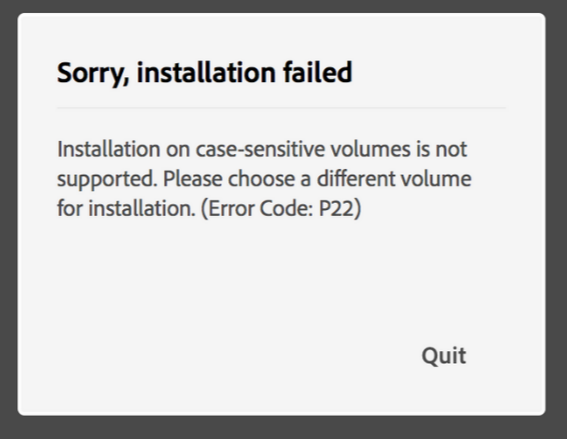 Sorry, installation failed
Installation on case-sensitive volumes is not
supported. Please choose a different volume
for installation. (Error Code: P22)
Quit